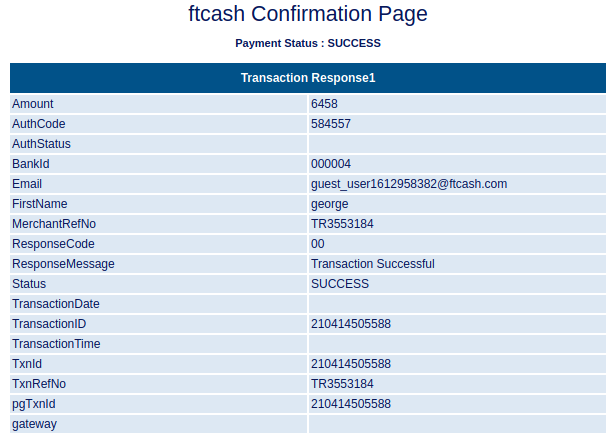 ftcash Confirmation Page
Payment Status : SUCCESS
Transaction Response1
Amount 6458
AuthCode 584557
AuthStatus
BankId 000004
Email guest_user1612958382@ftcash.com
FirstName george
MerchantRefNo TR3553184
ResponseCode 00
ResponseMessage Transaction Successful
Status SUCCESS
TransactionDate
TransactionID 210414505588
TransactionTime
TxnId 210414505588
TxnRefNo TR3553184
pgTxnId 210414505588
gateway